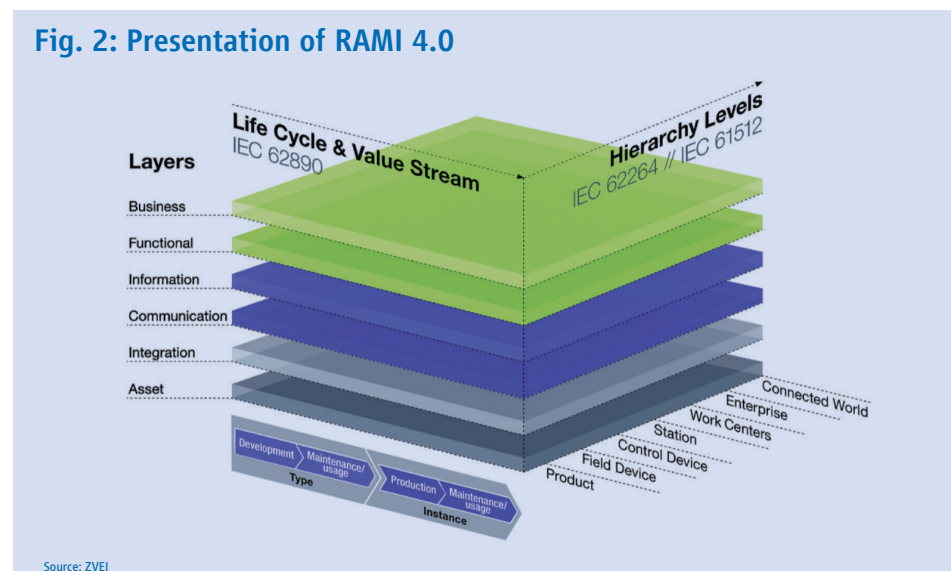 Fig. 2: Presentation of RAMI 4.0
Life Cycle & Value Stream
IEC 62890
Hierarchy Levels
IEC 62264 // IEC 61512
Layers
Business
Functional
Information
Communication
Integration
Asset
Development
Maintenance/
usage
Type
Production
Maintenance/
usage
Instance
Connected World
Enterprise
Work Centers
Station
Control Device
Field Device
Product
Source: ZVEI